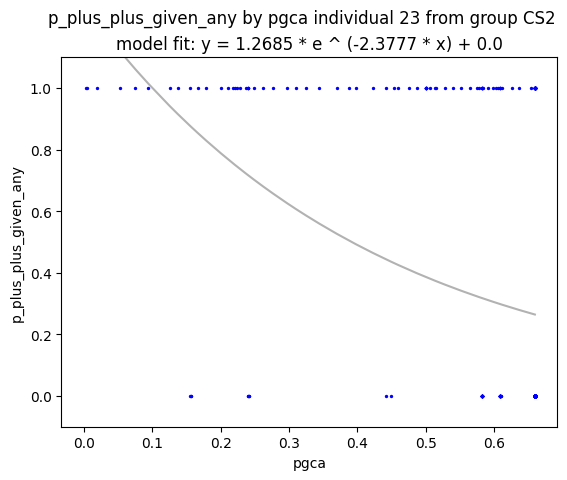 p_plus_plus_given_any by pgca individual 23 from group CS2
model fit: y = 1.2685 * e ^ (-2.3777 * x) + 0.0
1.0
0.8
0.6
0.4
0.2
0.0
p_plus_plus_given_any
0.0 0.1 0.2 0.3 0.4 0.5 0.6
pgca